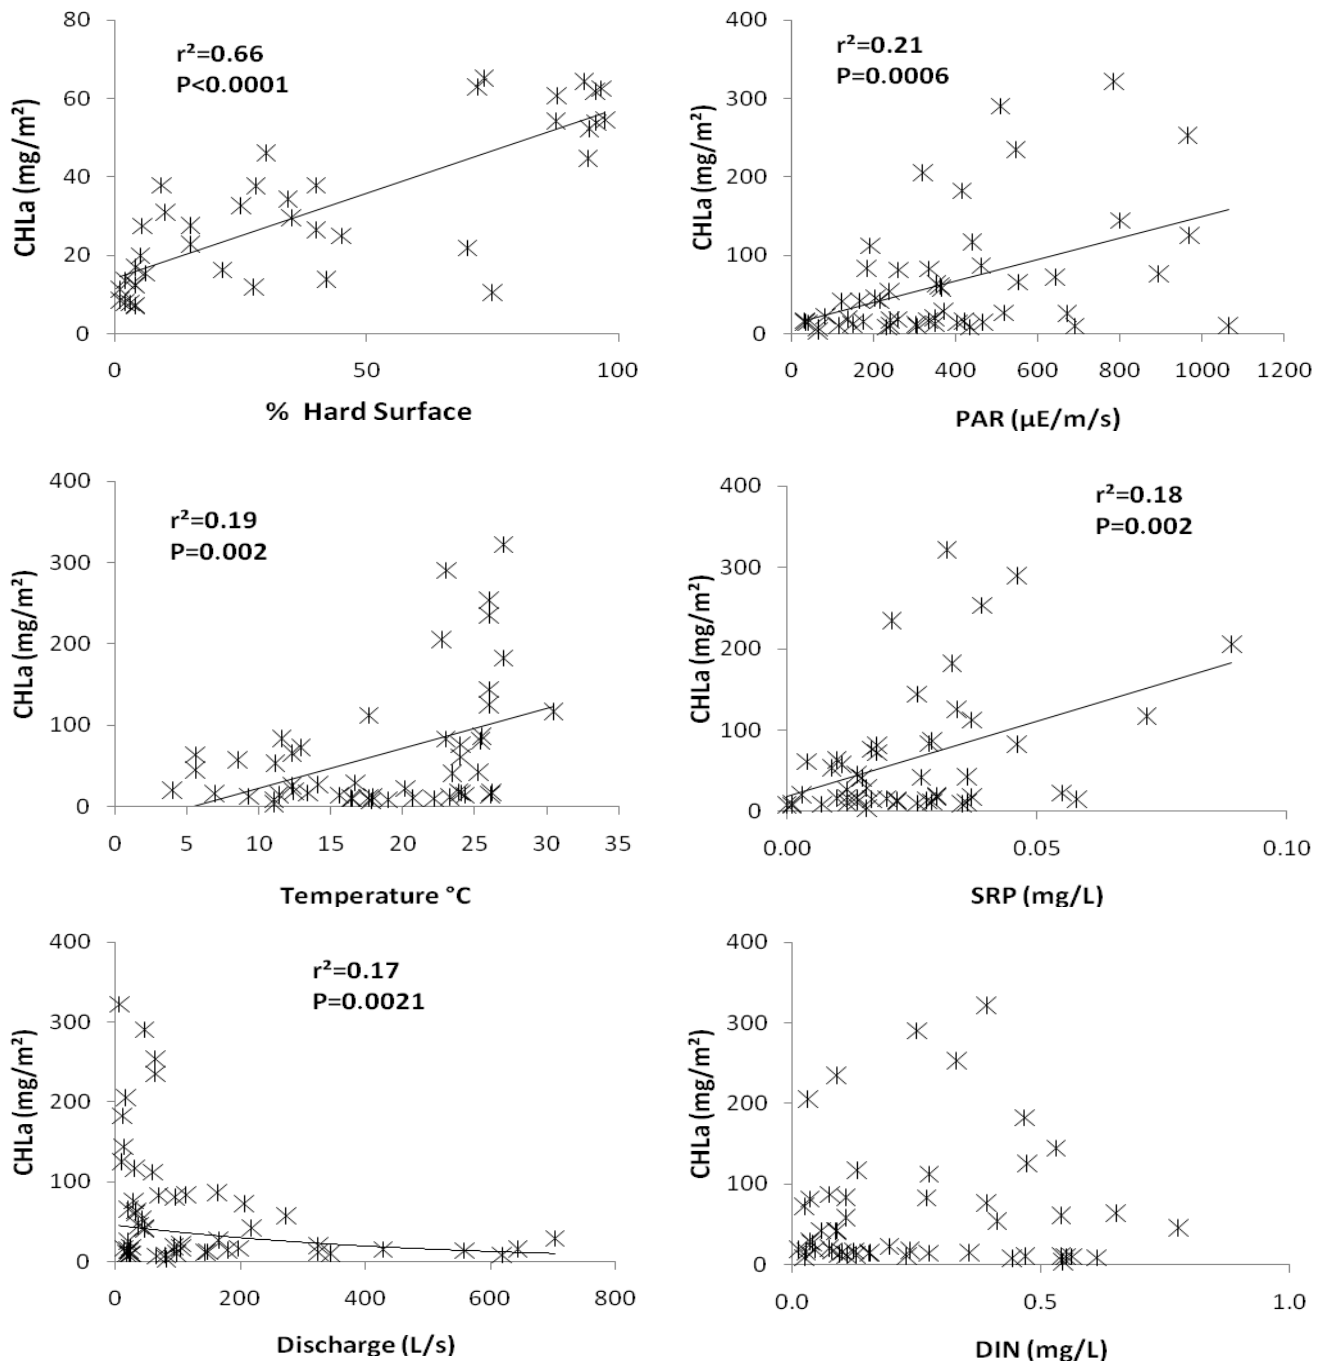 80
60
40
20
0
CHLa (mg/m²)
r²=0.66
P<0.0001
0
50
100
% Hard Surface
400
300
200
100
0
CHLa (mg/m²)
r²=0.21
P=0.0006
0
200
400
600
800
1000
1200
PAR (µE/m/s)
400
300
200
100
0
CHLa (mg/m²)
r²=0.19
P=0.002
0
5
10
15
20
25
30
35
Temperature °C
400
300
200
100
0
CHLa (mg/m²)
r²=0.18
P=0.002
0.00
0.05
0.10
SRP (mg/L)
400
300
200
100
0
CHLa (mg/m²)
r²=0.17
P=0.0021
0
200
400
600
800
Discharge (L/s)
400
300
200
100
0
CHLa (mg/m²)
0.0
0.5
1.0
DIN (mg/L)